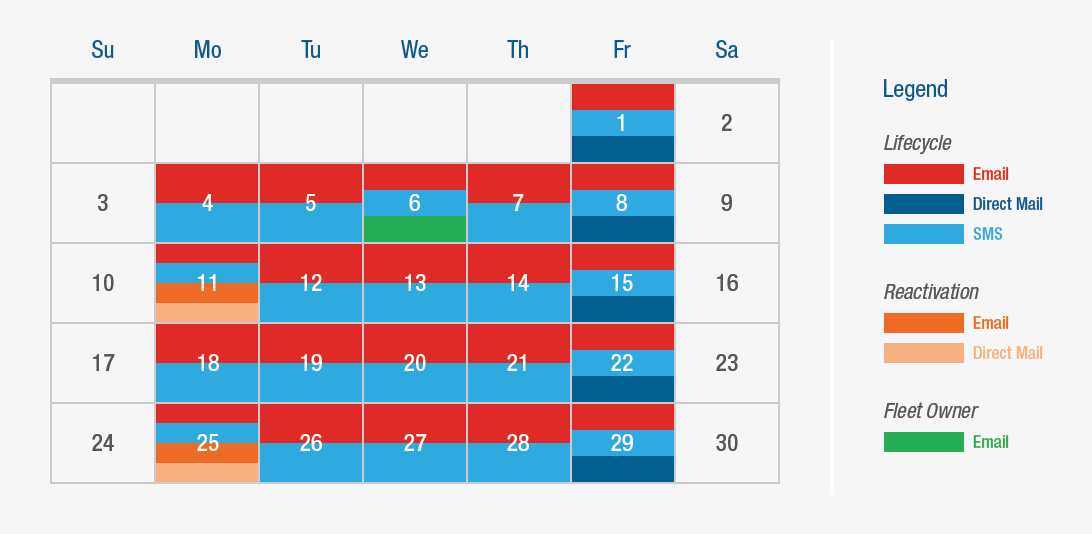 Su Mo Tu We Th Fr Sa
1 2
3 4 5 6 7 8 9
10 11 12 13 14 15 16
17 18 19 20 21 22 23
24 25 26 27 28 29 30
Legend
Lifecycle
Email
Direct Mail
SMS
Reactivation
Email
Direct Mail
Fleet Owner
Email